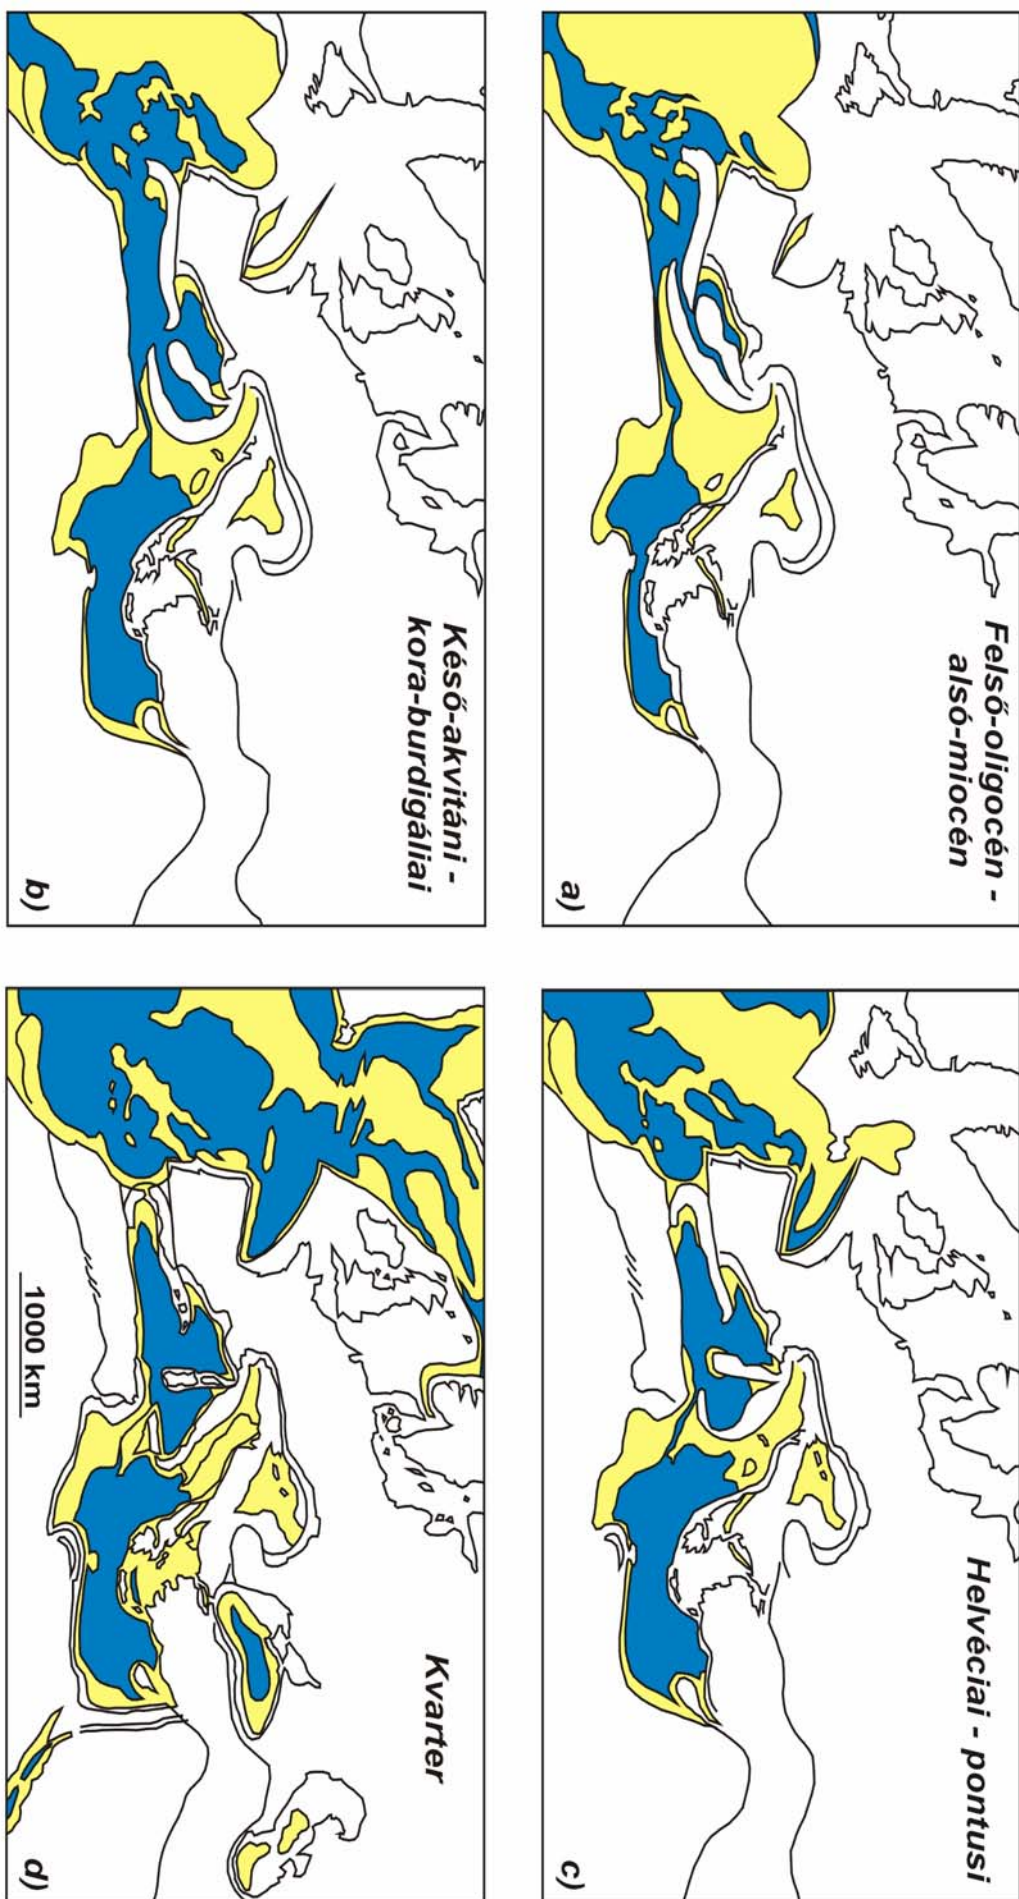 Felső-oligocén -
alsó-miocén
a)
Késő-akvitáni -
kora-burdigáliai
b)
Helvéciai - pontusi
c)
Kvarter
1000 km
d)